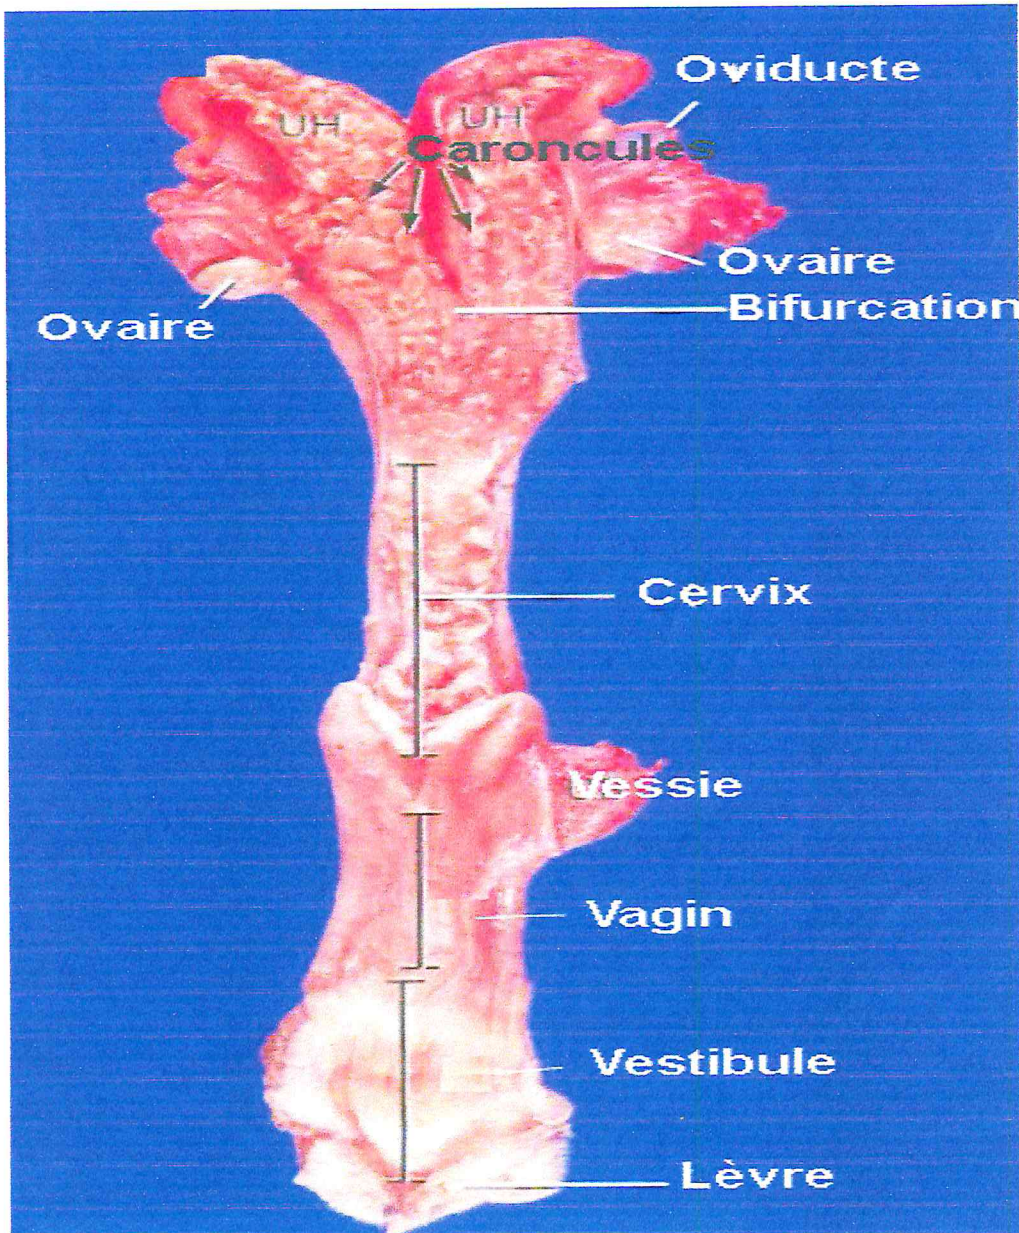 Oviducte
UH
UH
Caroncules
Ovaire
Bifurcation
Ovaire
Cervix
Vessie
Vagin
Vestibule
Lèvre